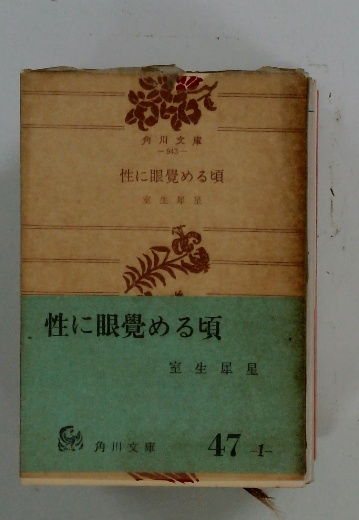 角川文庫
—943—
性に眼覺める頃
室生犀星
性に眼覺める頃
室生犀星
角川文庫 47 -1-